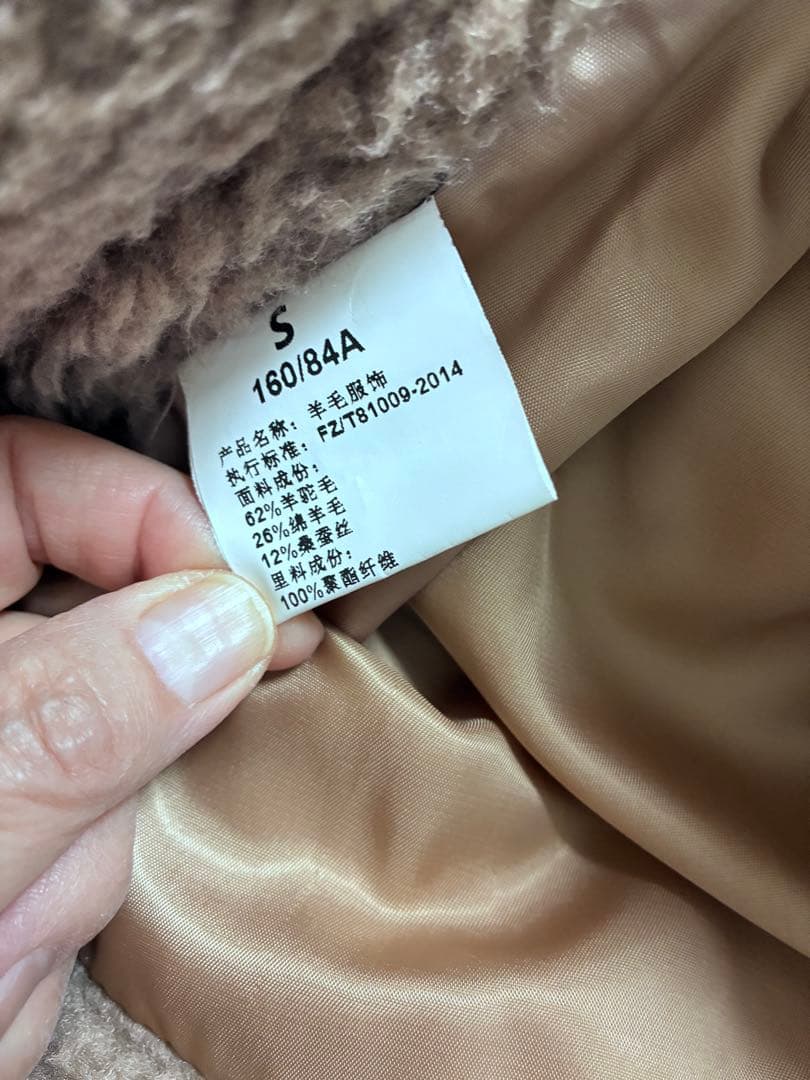 S
160/84A
产品名称：羊毛服饰
执行标准：FZ/T81009-2014
面料成份：
62%羊驼毛
26%绵羊毛
12%桑蚕丝
里料成份：
100%聚酯纤维